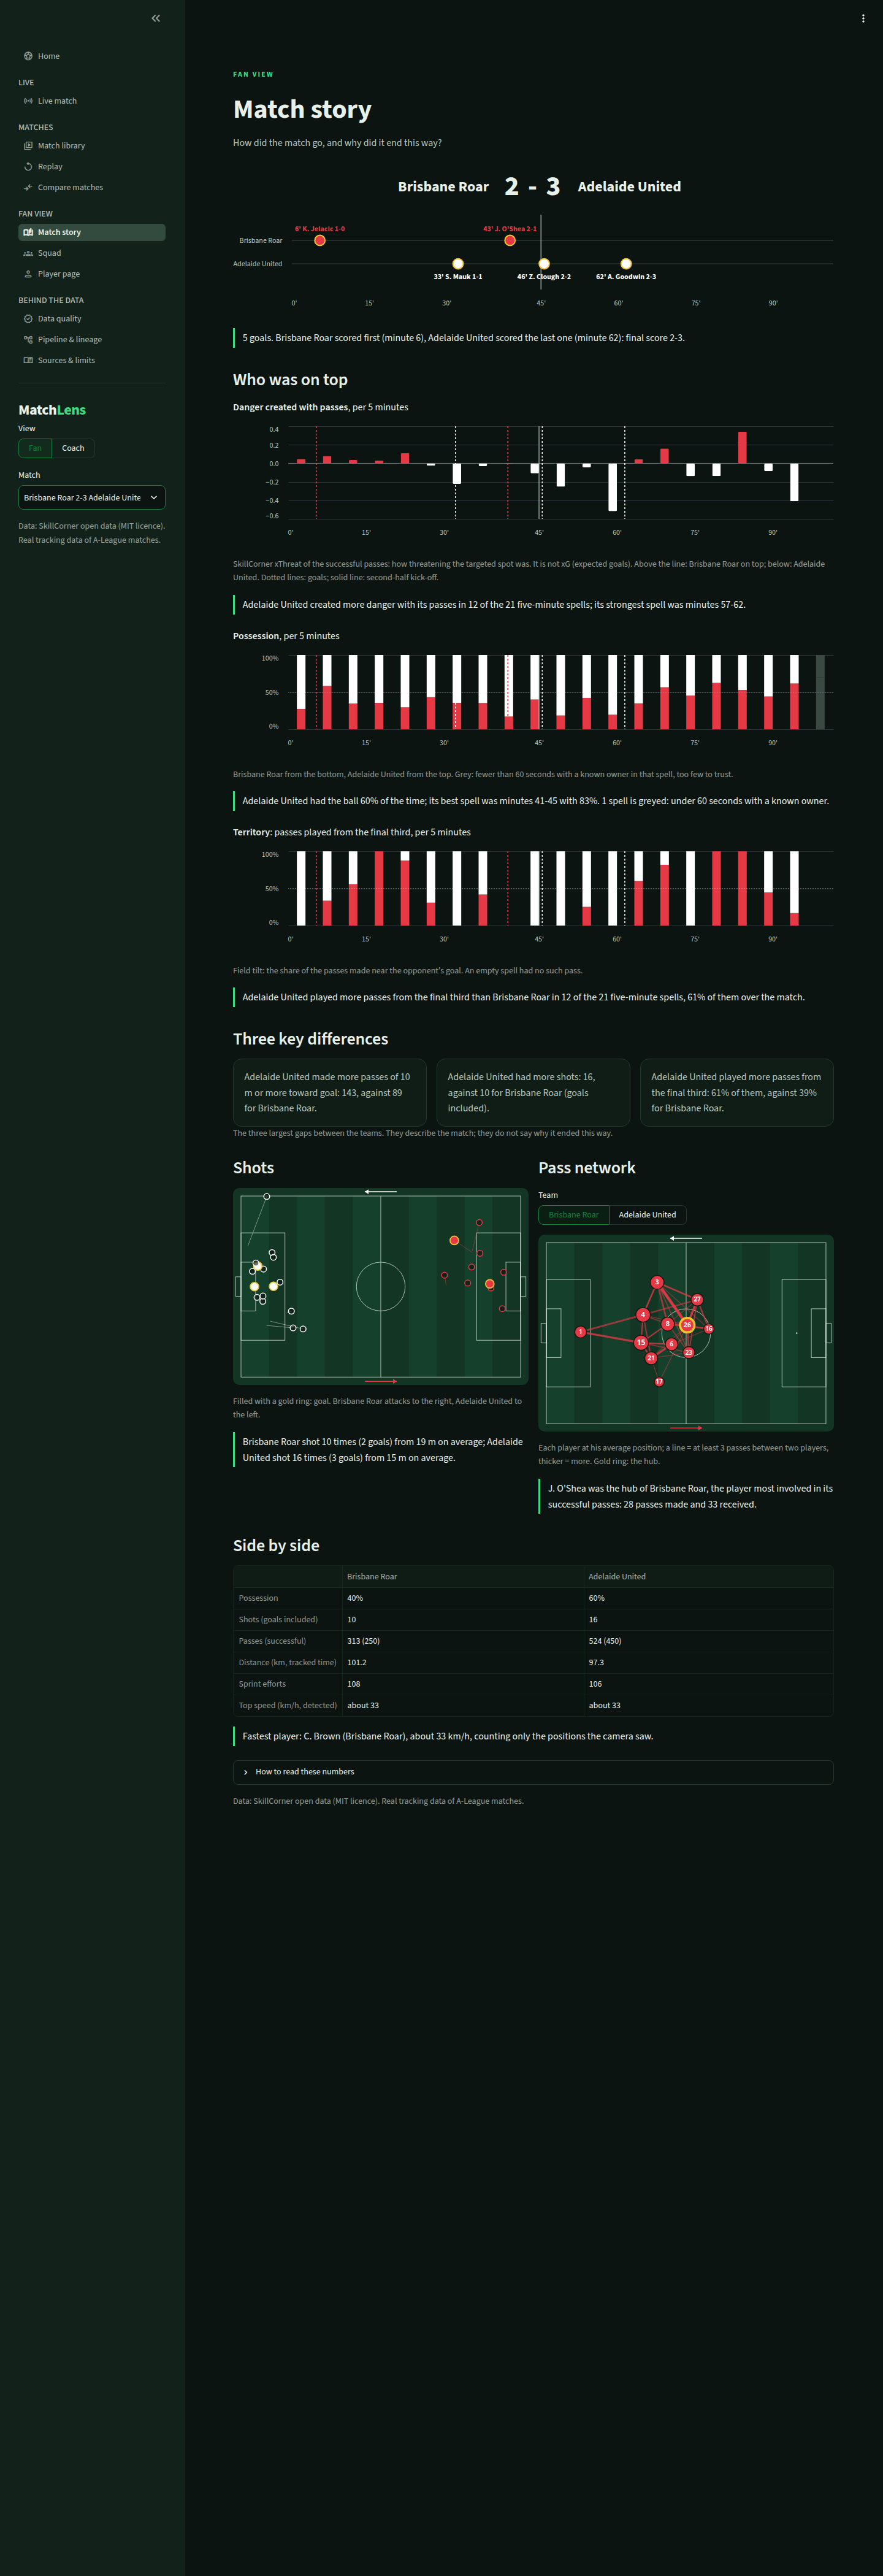 Home
LIVE
Live match
MATCHES
Match library
Replay
Compare matches
FAN VIEW
Match story
Squad
Player page
BEHIND THE DATA
Data quality
Pipeline & lineage
Sources & limits
MatchLens
View
Fan
Coach
Match
Brisbane Roar 2-3 Adelaide Unite
Data: SkillCorner open data (MIT licence).
Real tracking data of A-League matches.
FAN VIEW
Match story
How did the match go, and why did it end this way?
Brisbane Roar 2 - 3 Adelaide United
6' K. Jelacic 1-0
43' J. O'Shea 2-1
Brisbane Roar
Adelaide United
33' S. Mauk 1-1
46' Z. Clough 2-2
62' A. Goodwin 2-3
0' 15' 30' 45' 60' 75' 90'
5 goals. Brisbane Roar scored first (minute 6), Adelaide United scored the last one (minute 62): final score 2-3.
Who was on top
Danger created with passes, per 5 minutes
0.4
0.2
0.0
−0.2
−0.4
−0.6
0' 15' 30' 45' 60' 75' 90'
SkillCorner xThreat of the successful passes: how threatening the targeted spot was. It is not xG (expected goals). Above the line: Brisbane Roar on top; below: Adelaide
United. Dotted lines: goals; solid line: second-half kick-off.
Adelaide United created more danger with its passes in 12 of the 21 five-minute spells; its strongest spell was minutes 57-62.
Possession, per 5 minutes
100%
50%
0%
0' 15' 30' 45' 60' 75' 90'
Brisbane Roar from the bottom, Adelaide United from the top. Grey: fewer than 60 seconds with a known owner in that spell, too few to trust.
Adelaide United had the ball 60% of the time; its best spell was minutes 41-45 with 83%. 1 spell is greyed: under 60 seconds with a known owner.
Territory: passes played from the final third, per 5 minutes
100%
50%
0%
0' 15' 30' 45' 60' 75' 90'
Field tilt: the share of the passes made near the opponent's goal. An empty spell had no such pass.
Adelaide United played more passes from the final third than Brisbane Roar in 12 of the 21 five-minute spells, 61% of them over the match.
Three key differences
Adelaide United made more passes of 10
m or more toward goal: 143, against 89
for Brisbane Roar.
Adelaide United had more shots: 16,
against 10 for Brisbane Roar (goals
included).
Adelaide United played more passes from
the final third: 61% of them, against 39%
for Brisbane Roar.
The three largest gaps between the teams. They describe the match; they do not say why it ended this way.
Shots
Filled with a gold ring: goal. Brisbane Roar attacks to the right, Adelaide United to
the left.
Brisbane Roar shot 10 times (2 goals) from 19 m on average; Adelaide
United shot 16 times (3 goals) from 15 m on average.
Pass network
Team
Brisbane Roar
Adelaide United
3
27
4
8
26
16
1
15
6
23
21
17
Each player at his average position; a line = at least 3 passes between two players,
thicker = more. Gold ring: the hub.
J. O'Shea was the hub of Brisbane Roar, the player most involved in its
successful passes: 28 passes made and 33 received.
Side by side
Brisbane Roar Adelaide United
Possession 40% 60%
Shots (goals included) 10 16
Passes (successful) 313 (250) 524 (450)
Distance (km, tracked time) 101.2 97.3
Sprint efforts 108 106
Top speed (km/h, detected) about 33 about 33
Fastest player: C. Brown (Brisbane Roar), about 33 km/h, counting only the positions the camera saw.
How to read these numbers
Data: SkillCorner open data (MIT licence). Real tracking data of A-League matches.